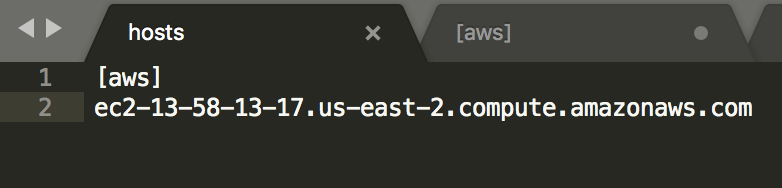 hosts [aws]
1 [aws]
2 ec2-13-58-13-17.us-east-2.compute.amazonaws.com